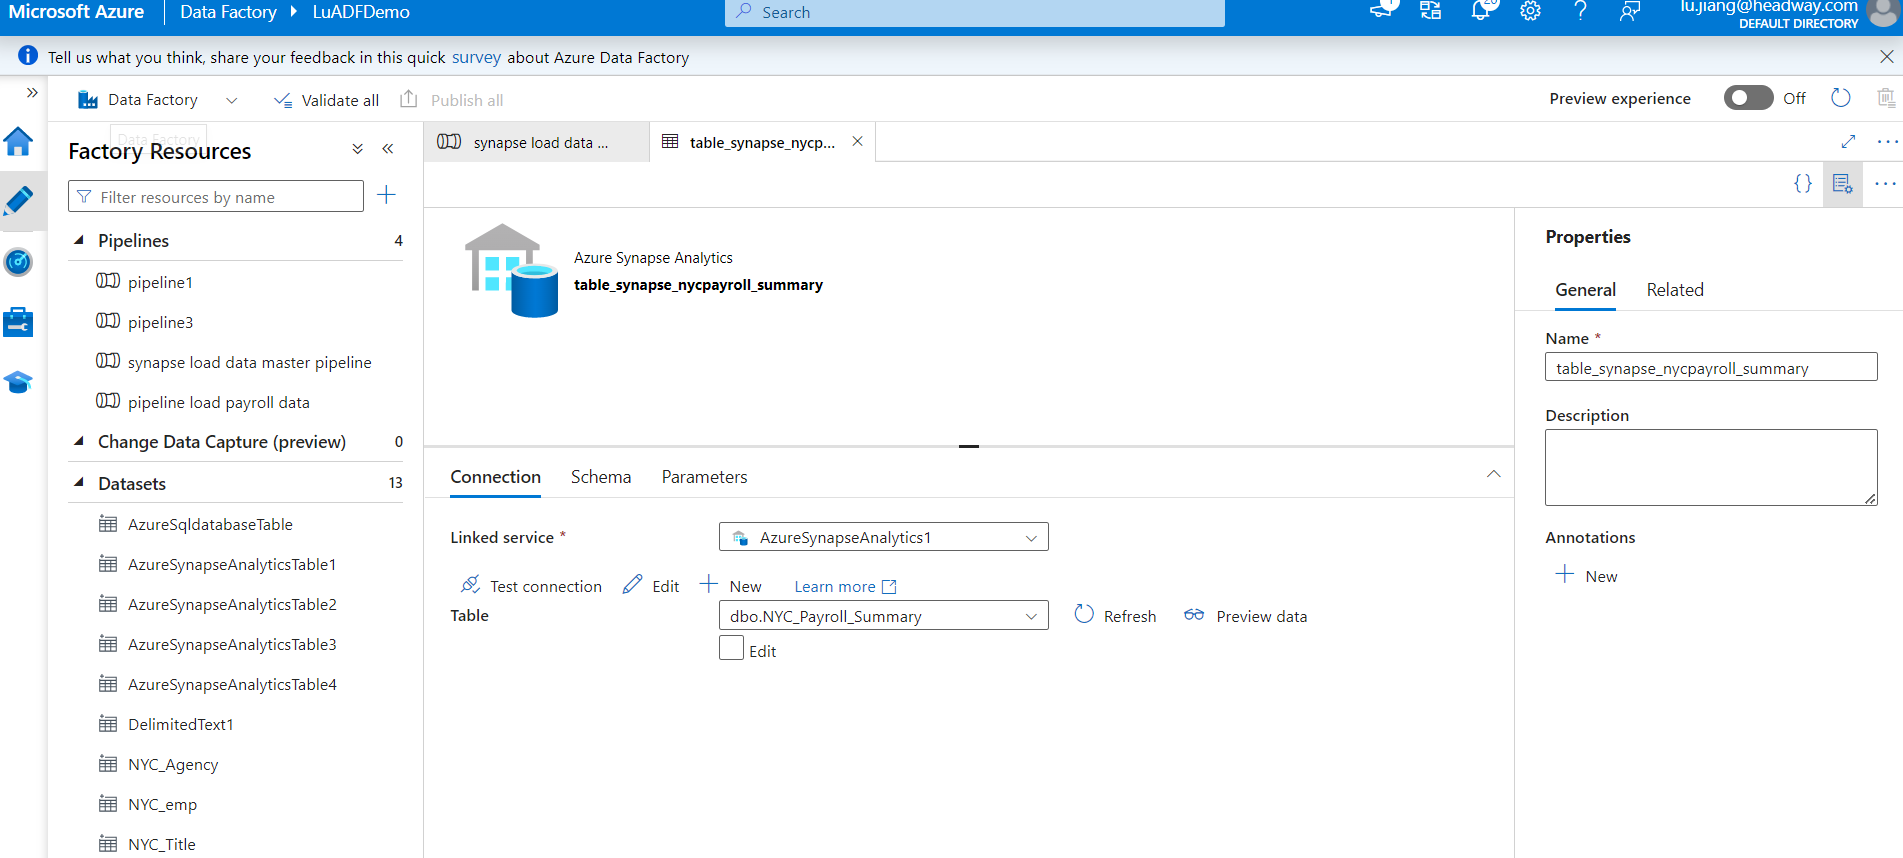 Microsoft Azure
Data Factory
LuADFDemo
Search
lu.jiang@headway.com
DEFAULT DIRECTORY
Tell us what you think, share your feedback in this quick survey about Azure Data Factory
Data Factory
Validate all
Publish all
Preview experience
Off
Data Factory
Factory Resources
Filter resources by name
Pipelines 4
pipeline1
pipeline3
synapse load data master pipeline
pipeline load payroll data
Change Data Capture (preview) 0
Datasets 13
AzureSqldatabaseTable
AzureSynapseAnalyticsTable1
AzureSynapseAnalyticsTable2
AzureSynapseAnalyticsTable3
AzureSynapseAnalyticsTable4
DelimitedText1
NYC_Agency
NYC_emp
NYC_Title
synapse load data ...
table_synapse_nycp...
Azure Synapse Analytics
table_synapse_nycpayroll_summary
Connection
Schema
Parameters
Linked service *
AzureSynapseAnalytics1
Test connection
Edit
New
Learn more
Table
dbo.NYC_Payroll_Summary
Refresh
Preview data
Edit
Properties
General
Related
Name *
table_synapse_nycpayroll_summary
Description
Annotations
New